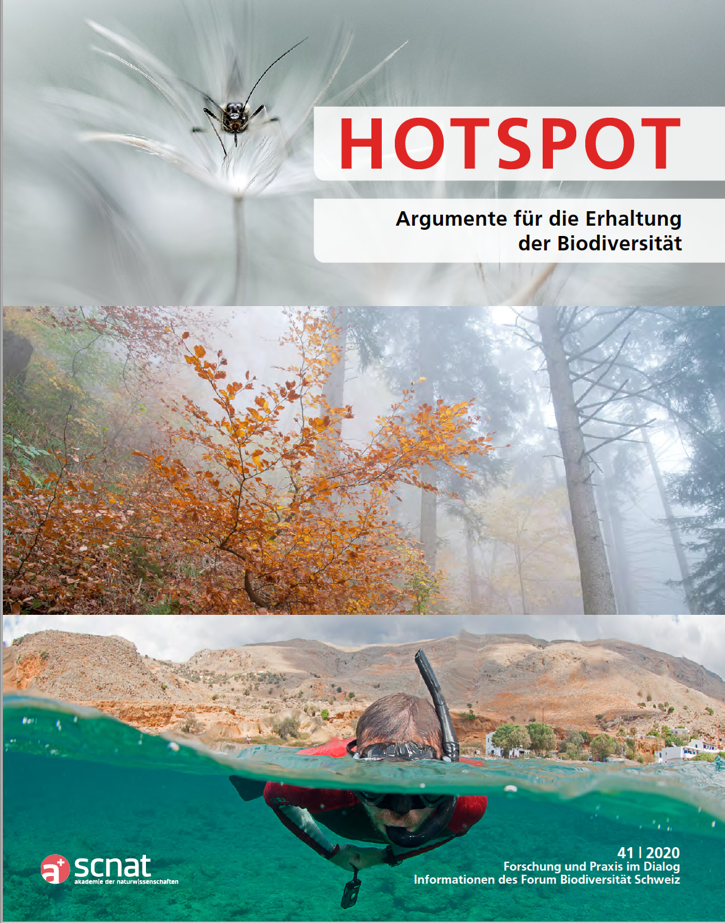 HOTSPOT
Argumente für die Erhaltung
der Biodiversität
41 | 2020
Forschung und Praxis im Dialog
Informationen des Forum Biodiversität Schweiz
a+ scnat
akademie der naturwissenschaften